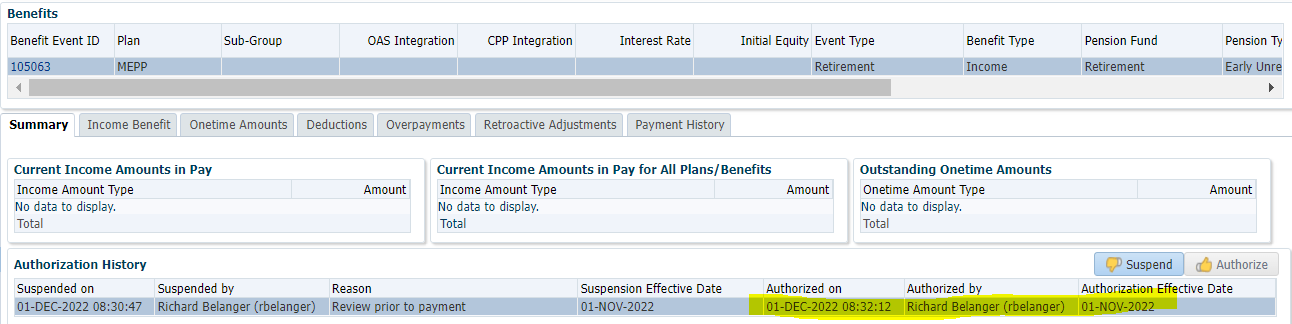 Benefits
Benefit Event ID Plan Sub-Group OAS Integration CPP Integration Interest Rate Initial Equity Event Type Benefit Type Pension Fund Pension Ty
105063 MEPP Retirement Income Retirement Early Unre
Summary Income Benefit Onetime Amounts Deductions Overpayments Retroactive Adjustments Payment History
Current Income Amounts in Pay Current Income Amounts in Pay for All Plans/Benefits Outstanding Onetime Amounts
Income Amount Type Amount Income Amount Type Amount Onetime Amount Type Amount
No data to display. No data to display. No data to display.
Total Total Total
Authorization History Suspend Authorize
Suspended on Suspended by Reason Suspension Effective Date Authorized on Authorized by Authorization Effective Date
01-DEC-2022 08:30:47 Richard Belanger (rbelanger) Review prior to payment 01-NOV-2022 01-DEC-2022 08:32:12 Richard Belanger (rbelanger) 01-NOV-2022